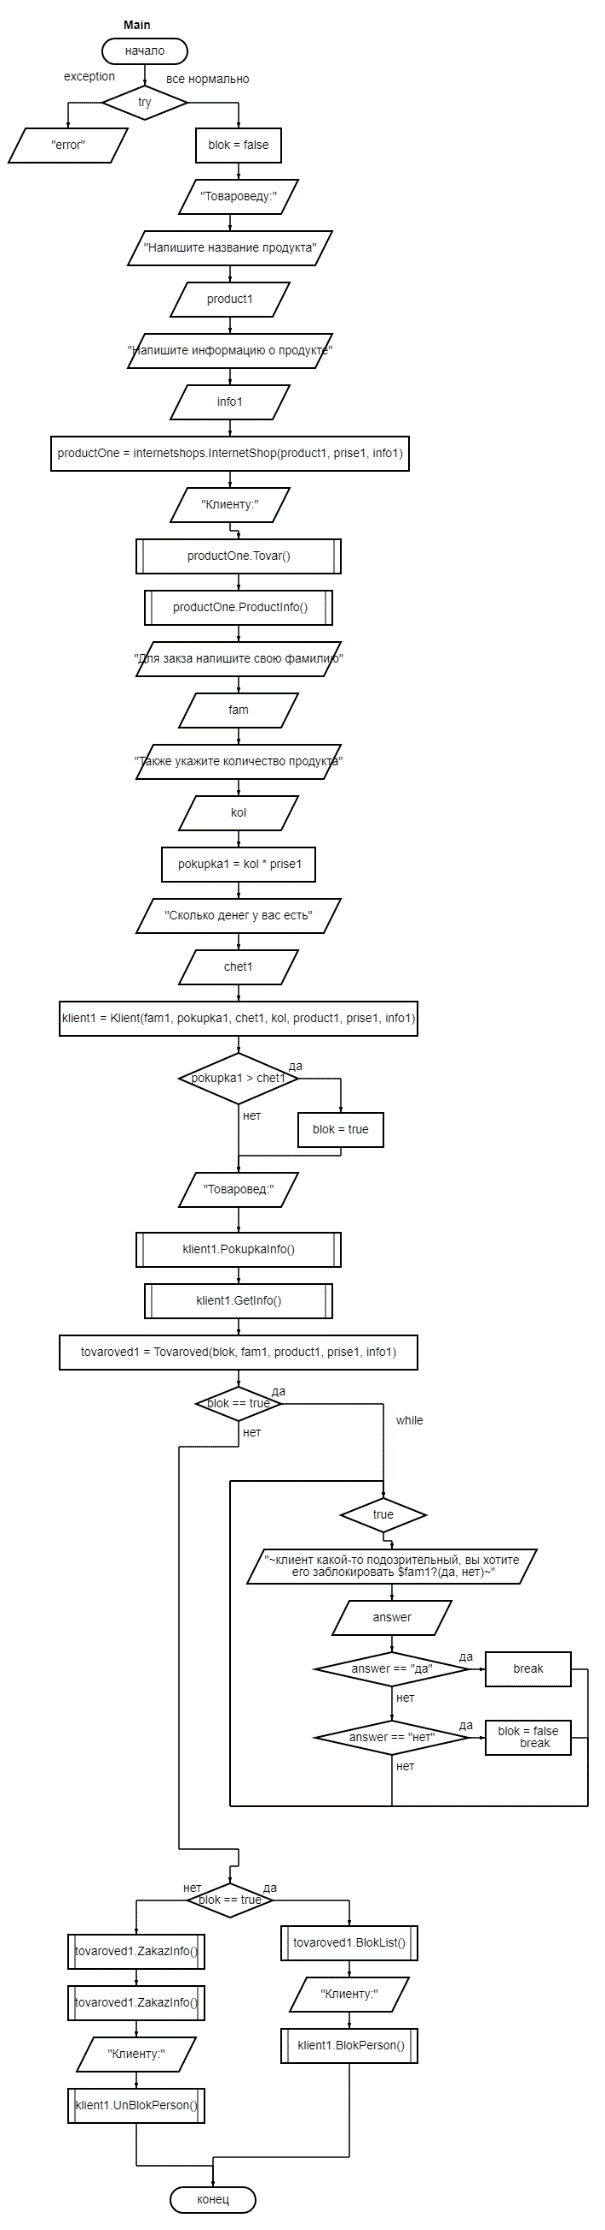 Main
начало
exception
все нормально
try
"error"
blok = false
"Товароведу:"
"Напишите название продукта"
product1
"Напишите информацию о продукте"
info1
productOne = internetshops.InternetShop(product1, prise1, info1)
"Клиенту:"
productOne.Tovar()
productOne.ProductInfo()
"Для закза напишите свою фамилию"
fam
"Также укажите количество продукта"
kol
pokupka1 = kol * prise1
"Сколько денег у вас есть"
chet1
klient1 = Klient(fam1, pokupka1, chet1, kol, product1, prise1, info1)
да
pokupka1 > chet1
нет
blok = true
"Товаровед:"
klient1.PokupkaInfo()
klient1.GetInfo()
tovaroved1 = Tovaroved(blok, fam1, product1, prise1, info1)
да
blok == true
while
нет
true
"~клиент какой-то подозрительный, вы хотите
его заблокировать $fam1?(да, нет)~"
answer
да
answer == "да"
break
нет
да
answer == "нет"
blok = false
break
нет
нет
да
blok == true
tovaroved1.BlokList()
tovaroved1.ZakazInfo()
"Клиенту:"
tovaroved1.ZakazInfo()
klient1.BlokPerson()
"Клиенту:"
klient1.UnBlokPerson()
конец